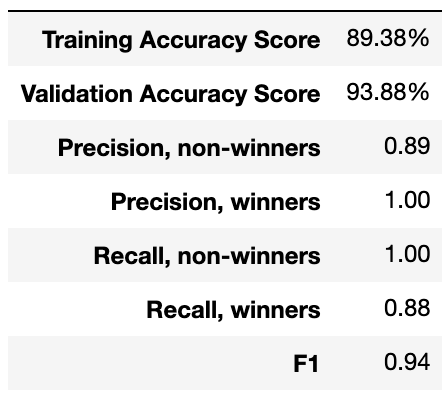 Training Accuracy Score 89.38%
Validation Accuracy Score 93.88%
Precision, non-winners 0.89
Precision, winners 1.00
Recall, non-winners 1.00
Recall, winners 0.88
F1 0.94